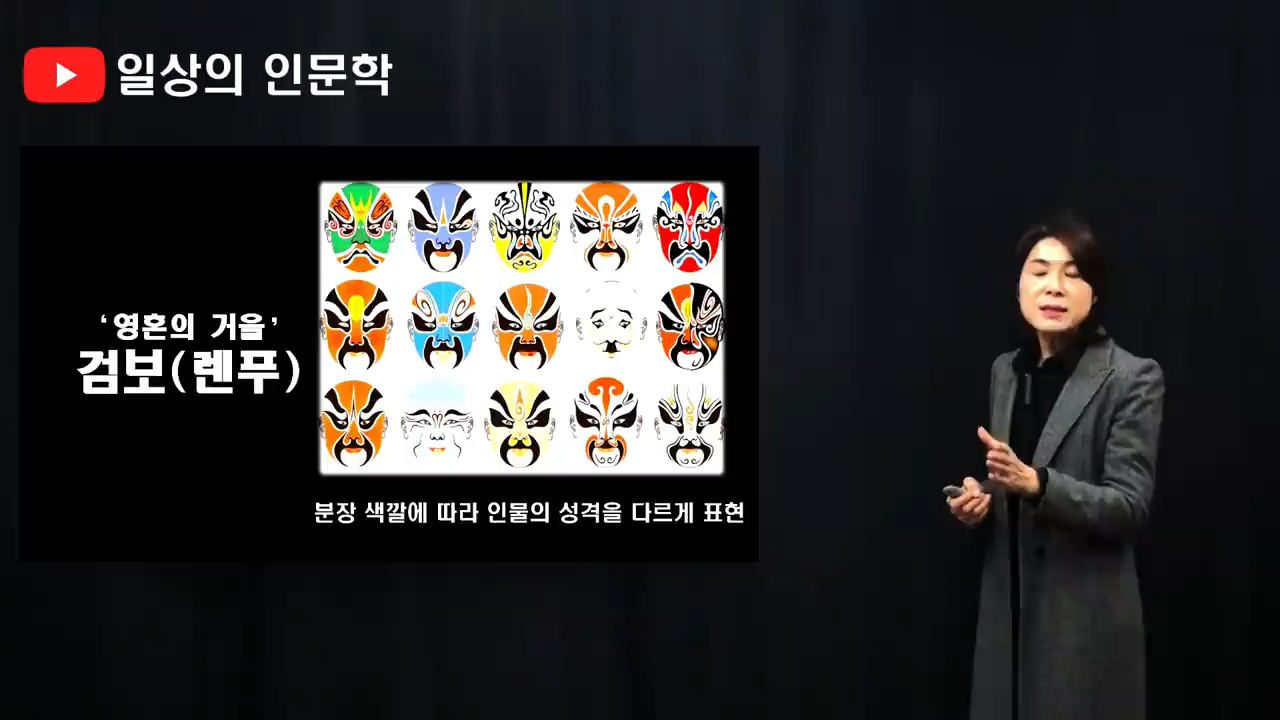 일상의 인문학
‘영혼의 거울’
검보(렌푸)
분장 색깔에 따라 인물의 성격을 다르게 표현